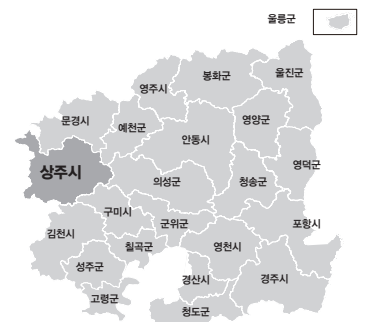 울릉군
봉화군
울진군
영주시
문경시
예천군
영양군
안동시
영덕군
상주시
의성군
청송군
구미시
군위군
포항시
김천시
칠곡군
영천시
성주군
경산시
경주시
고령군
청도군